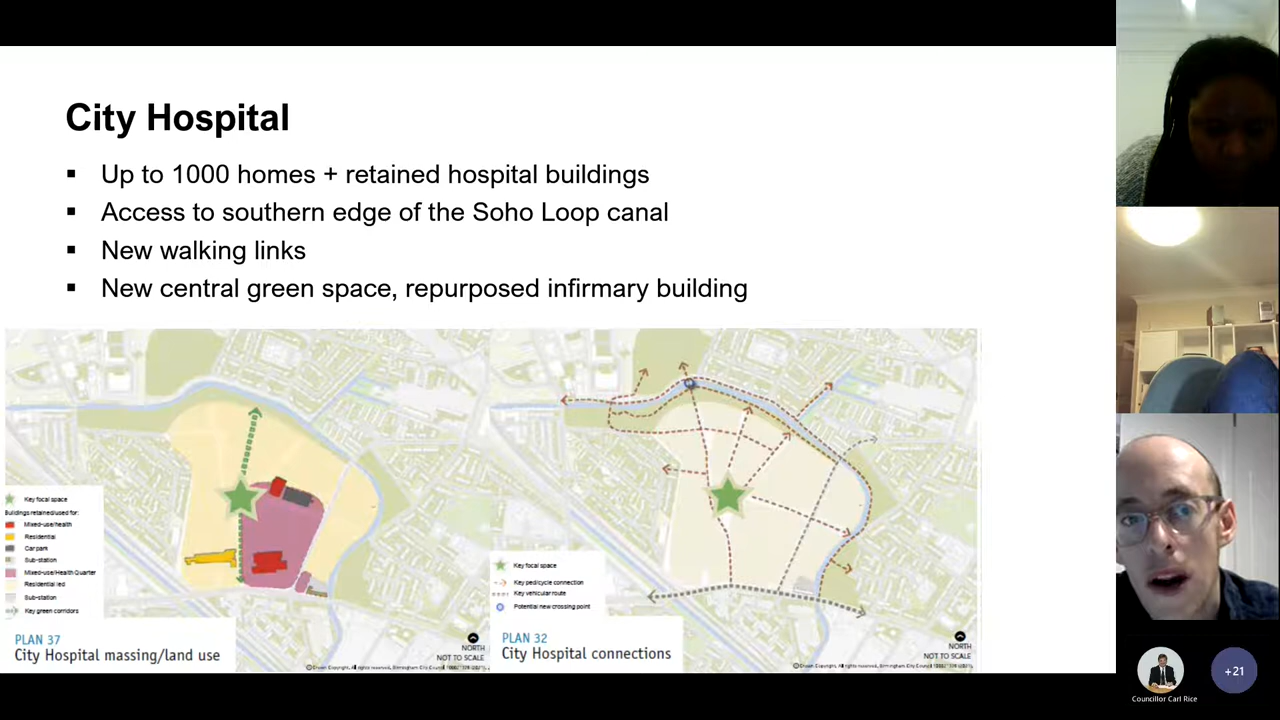 City Hospital
▪ Up to 1000 homes + retained hospital buildings
▪ Access to southern edge of the Soho Loop canal
▪ New walking links
▪ New central green space, repurposed infirmary building
Key focal space
Buildings retained/used for:
Mixed-use/health
Residential
Car park
Sub-station
Mixed-use/Health Quarter
Residential led
Sub-station
Key green corridors
PLAN 37
City Hospital massing/land use
NORTH
NOT TO SCALE
Key focal space
Key ped/cycle connection
Key vehicular route
Potential new crossing point
PLAN 32
City Hospital connections
NORTH
NOT TO SCALE
Councillor Carl Rice
+21